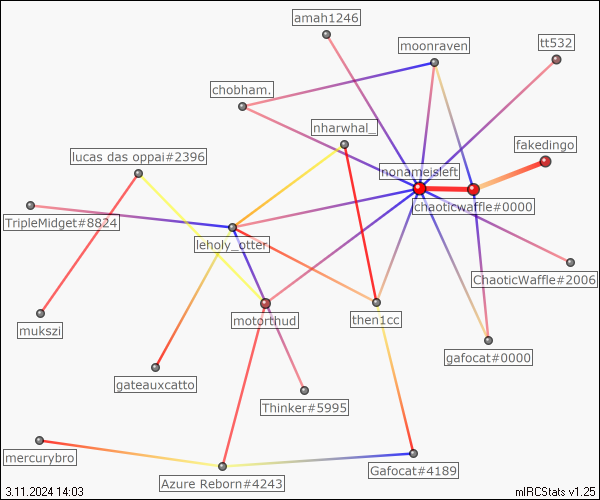 amah1246
moonraven
tt532
chobham.
nharwhal_
fakedingo
lucas das oppai#2396
nonameisleft
chaoticwaffle#0000
TripleMidget#8824
leholy_otter
ChaoticWaffle#2006
motorthud
then1cc
mukszi
gafocat#0000
gateauxcatto
Thinker#5995
mercurybro
Azure Reborn#4243
Gafocat#4189
3.11.2024 14:03
mIRCStats v1.25